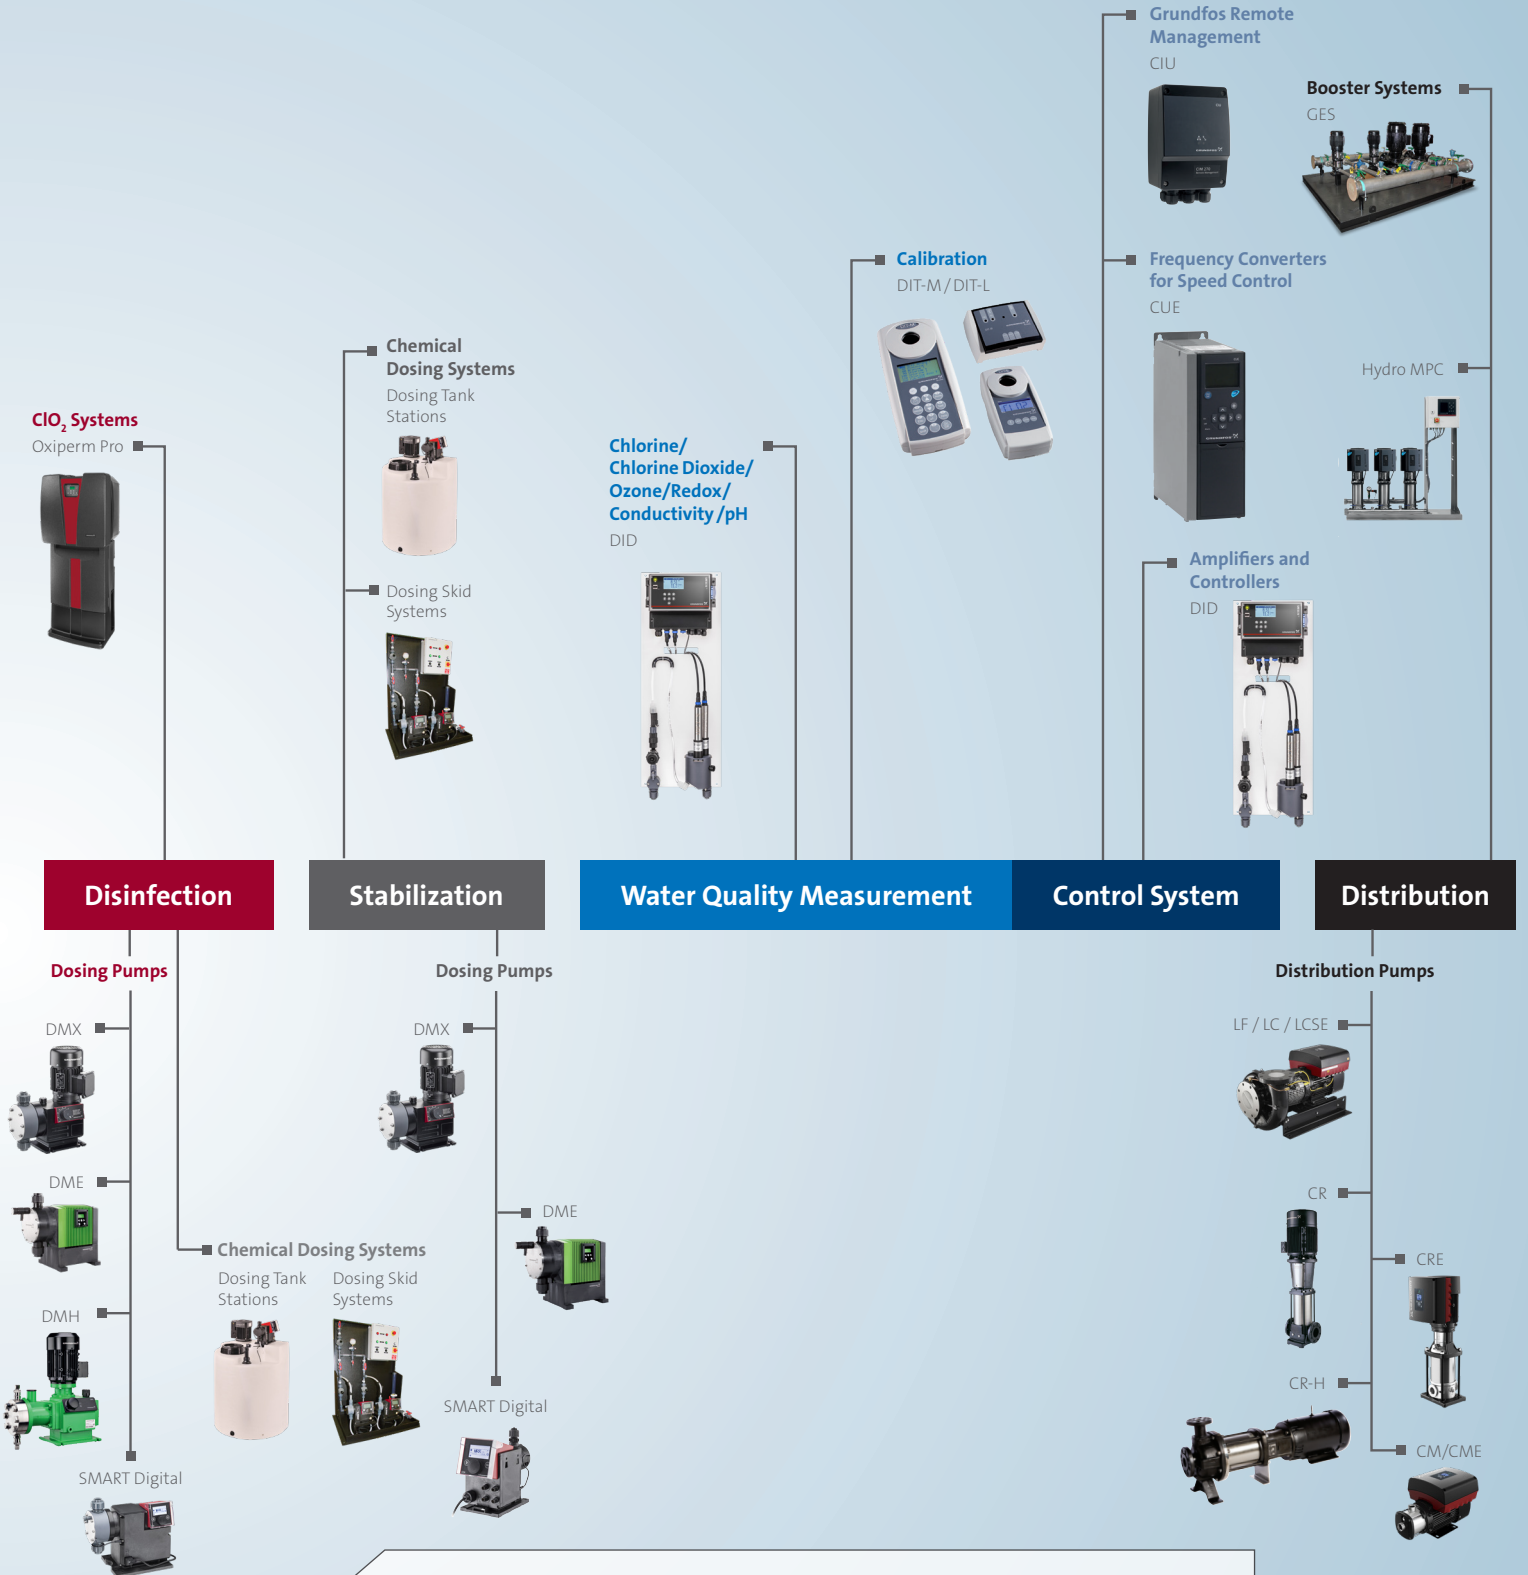 Grundfos Remote
Management
CIU
Booster Systems
GES
Calibration
DIT-M / DIT-L
Frequency Converters
for Speed Control
CUE
Chemical
Dosing Systems
Dosing Tank
Stations
Hydro MPC
ClO2 Systems
Oxiperm Pro
Chlorine/
Chlorine Dioxide/
Ozone/Redox/
Conductivity /pH
DID
Amplifiers and
Controllers
DID
Dosing Skid
Systems
Disinfection
Stabilization
Water Quality Measurement
Control System
Distribution
Dosing Pumps
DMX
DME
DMH
SMART Digital
Chemical Dosing Systems
Dosing Tank
Stations
Dosing Skid
Systems
Dosing Pumps
DMX
DME
SMART Digital
Distribution Pumps
LF / LC / LCSE
CR
CRE
CR-H
CM/CME